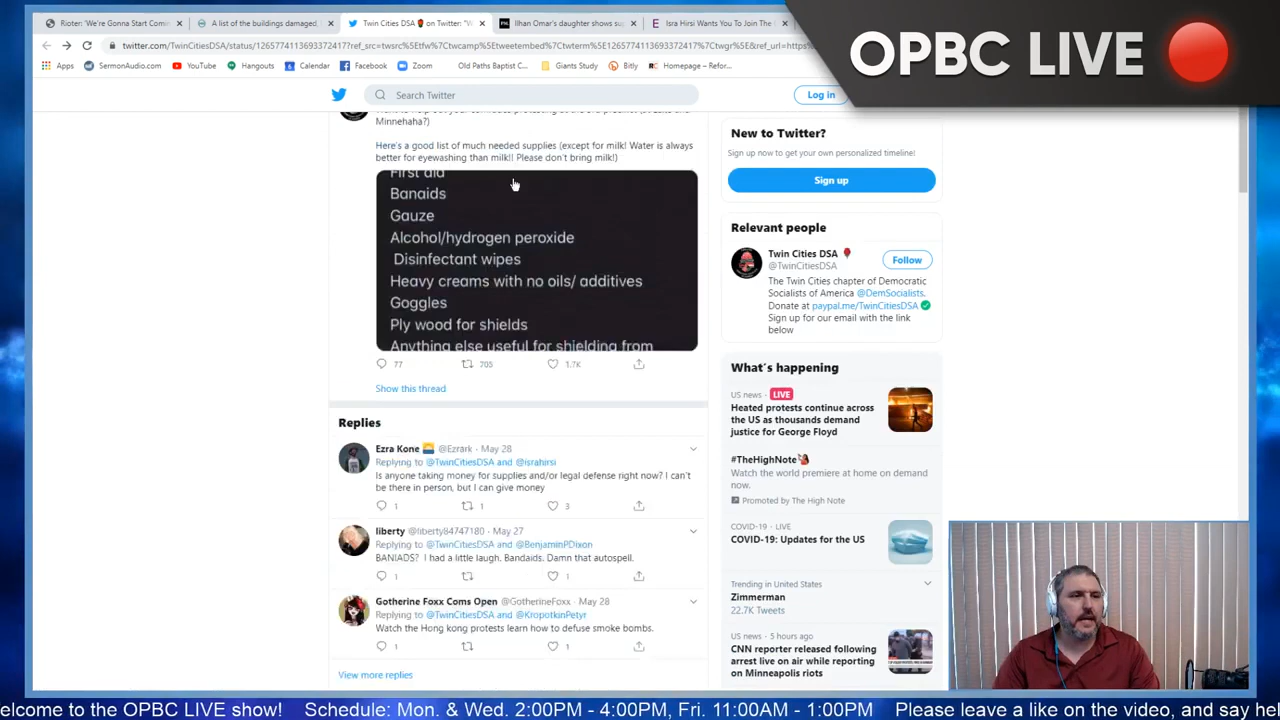 Rioter: 'We're Gonna Start Comi
A list of the buildings damaged,
Twin Cities DSA 🌹 on Twitter: "W
Ilhan Omar's daughter shows su
Isra Hirsi Wants You To Join The
OPBC LIVE
twitter.com/TwinCitiesDSA/status/1265774113693372417?ref_src=twsrc%5Etfw%7Ctwcamp%5Etweetembed%7Ctwterm%5E1265774113693372417%7Ctwgr%5E&ref_url=https
Apps SermonAudio.com YouTube Hangouts Calendar Facebook Zoom Old Paths Baptist C... Giants Study Bitly Homepage – Refor...
Search Twitter
Log in
Minnehaha?)
Here's a good list of much needed supplies (except for milk! Water is always
better for eyewashing than milk!! Please don't bring milk!)
First aid
Banaids
Gauze
Alcohol/hydrogen peroxide
Disinfectant wipes
Heavy creams with no oils/ additives
Goggles
Ply wood for shields
Anything else useful for shielding from
77 705 1.7K
Show this thread
Replies
Ezra Kone 🌅 @Ezrark · May 28
Replying to @TwinCitiesDSA and @israhirsi
Is anyone taking money for supplies and/or legal defense right now? I can't
be there in person, but I can give money
1 1 3
liberty @liberty84747180 · May 27
Replying to @TwinCitiesDSA and @BenjaminPDixon
BANIADS? I had a little laugh. Bandaids. Damn that autospell.
1 1
Gotherine Foxx Coms Open @GotherineFoxx · May 28
Replying to @TwinCitiesDSA and @KropotkinPetyr
Watch the Hong kong protests learn how to defuse smoke bombs.
1 1
View more replies
New to Twitter?
Sign up now to get your own personalized timeline!
Sign up
Relevant people
Twin Cities DSA 🌹
@TwinCitiesDSA
Follow
The Twin Cities chapter of Democratic
Socialists of America @DemSocialists.
Donate at paypal.me/TwinCitiesDSA ✅
Sign up for our email with the link
below
What's happening
US news · LIVE
Heated protests continue across
the US as thousands demand
justice for George Floyd
#TheHighNote
Watch the world premiere at home on demand
now.
Promoted by The High Note
COVID-19 · LIVE
COVID-19: Updates for the US
Trending in United States
Zimmerman
22.7K Tweets
US news · 5 hours ago
CNN reporter released following
arrest live on air while reporting
on Minneapolis riots
elcome to the OPBC LIVE show! Schedule: Mon. & Wed. 2:00PM - 4:00PM, Fri. 11:00AM - 1:00PM Please leave a like on the video, and say he